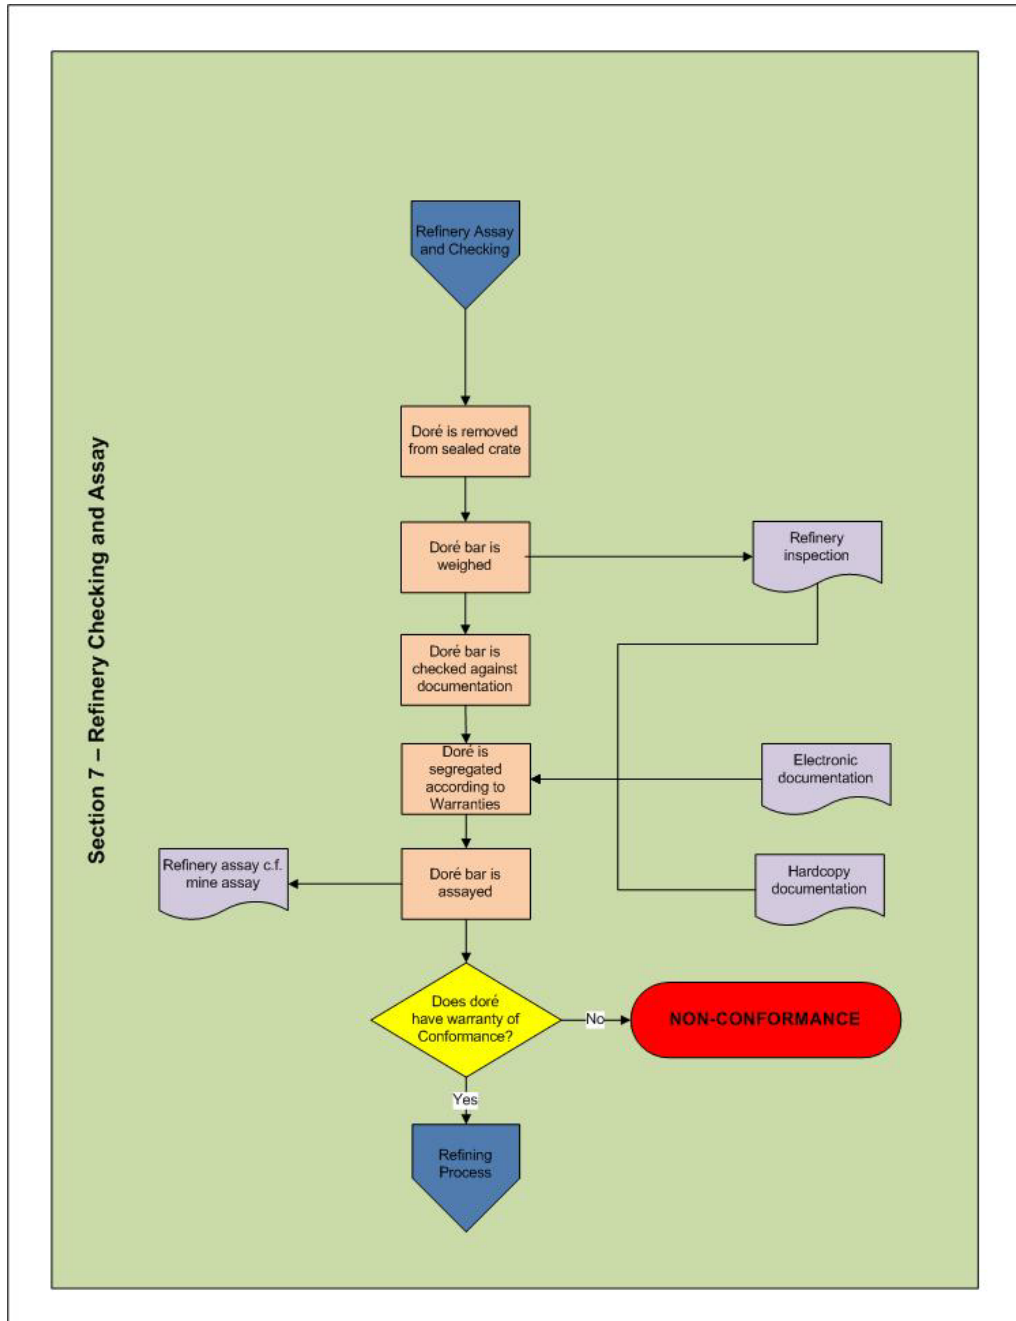 Section 7 – Refinery Checking and Assay
Refinery Assay
and Checking
Doré is removed
from sealed crate
Doré bar is
weighed
Refinery
inspection
Doré bar is
checked against
documentation
Doré is
segregated
according to
Warranties
Electronic
documentation
Refinery assay c.f.
mine assay
Doré bar is
assayed
Hardcopy
documentation
Does doré
have warranty of
Conformance?
No
NON-CONFORMANCE
Yes
Refining
Process